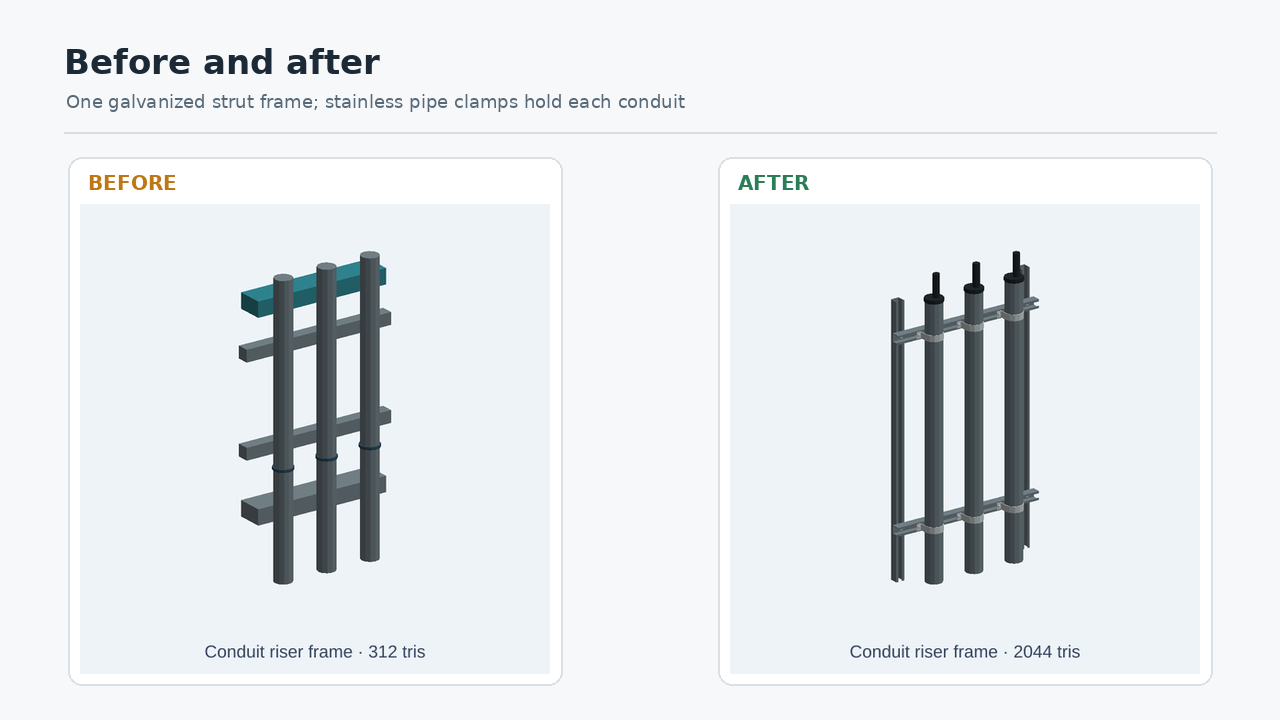 Before and after
One galvanized strut frame; stainless pipe clamps hold each conduit
BEFORE
AFTER
Conduit riser frame · 312 tris
Conduit riser frame · 2044 tris